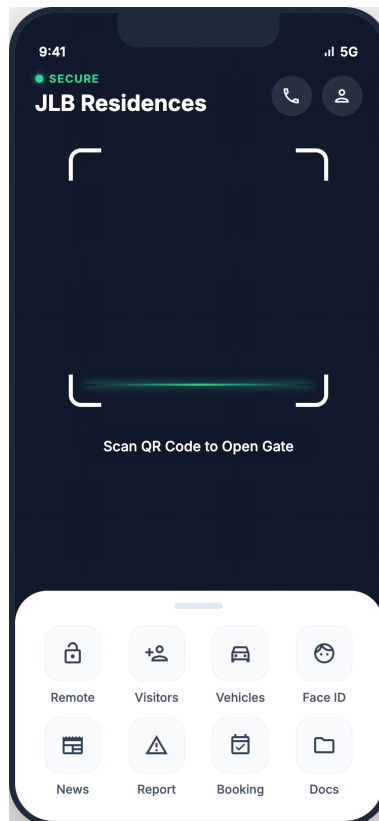 9:41 5G
SECURE
JLB Residences
Scan QR Code to Open Gate
Remote Visitors Vehicles Face ID
News Report Booking Docs